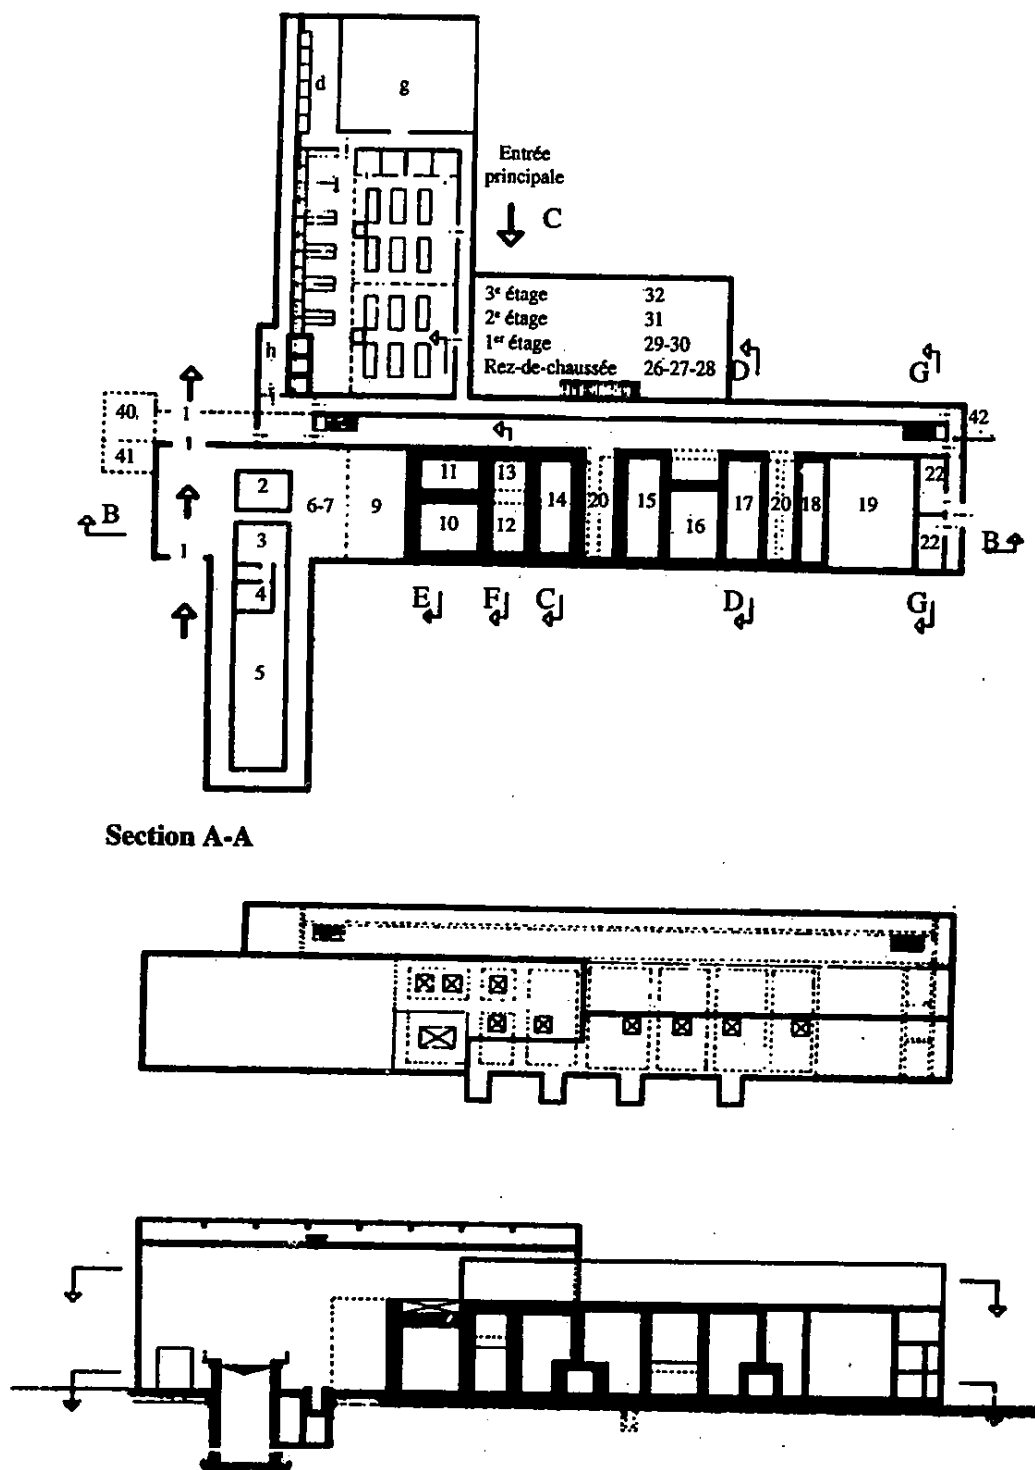 d
g
Entrée
principale
C
3e étage 32
2e étage 31
1er étage 29-30
Rez-de-chaussée 26-27-28
D
G
h
i
40
1
42
41
1
2
6-7
9
11
13
14
20
15
17
20
18
19
22
B
10
12
16
3
1
22
B
4
E
F
C
D
G
5
Section A-A